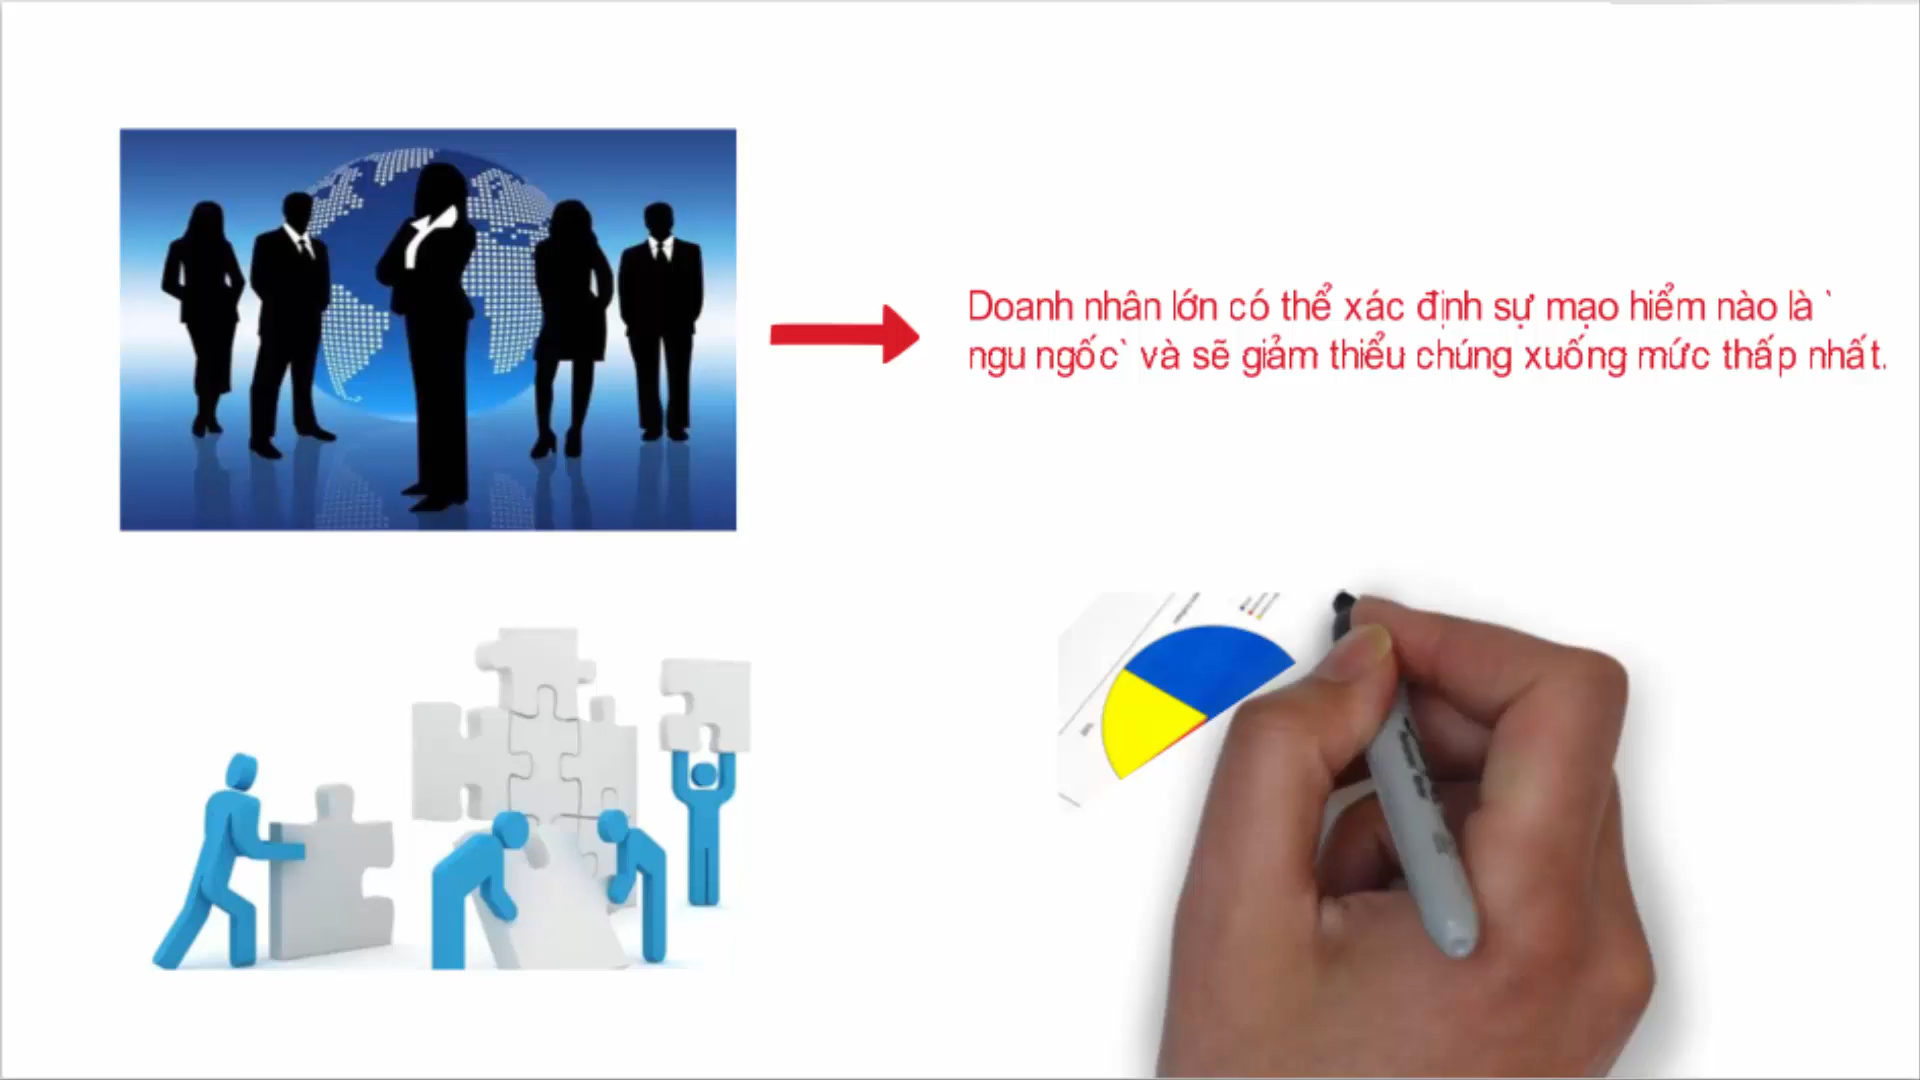 Doanh nhân lớn có thể xác định sự mạo hiểm nào là `
ngu ngốc` và sẽ giảm thiểu chúng xuống mức thấp nhất.